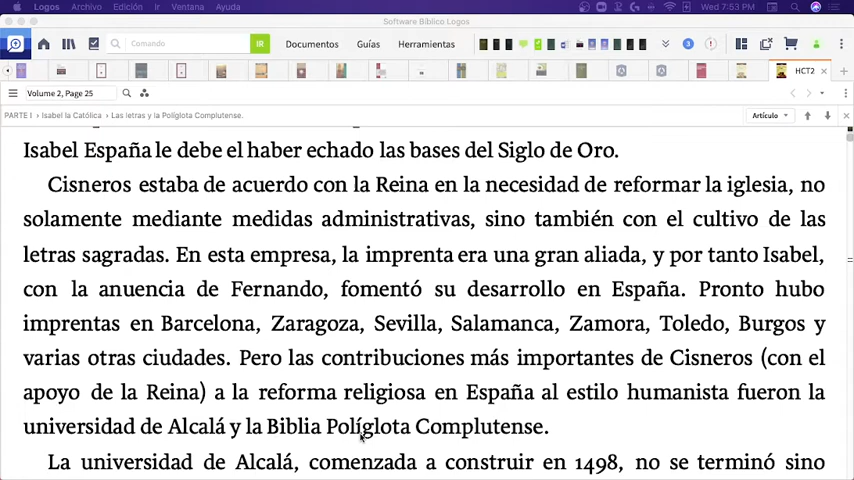 Logos Archivo Ir Ventana Ayuda Wed 7:53 PM
Software Bíblico Logos
Comando IR Documentos Guías Herramientas 3
HCT2
Volume 2, Page 25
PARTE I › Isabel la Católica › Las letras y la Políglota Complutense. Artículo
Isabel España le debe el haber echado las bases del Siglo de Oro.
Cisneros estaba de acuerdo con la Reina en la necesidad de reformar la iglesia, no
solamente mediante medidas administrativas, sino también con el cultivo de las
letras sagradas. En esta empresa, la imprenta era una gran aliada, y por tanto Isabel,
con la anuencia de Fernando, fomentó su desarrollo en España. Pronto hubo
imprentas en Barcelona, Zaragoza, Sevilla, Salamanca, Zamora, Toledo, Burgos y
varias otras ciudades. Pero las contribuciones más importantes de Cisneros (con el
apoyo de la Reina) a la reforma religiosa en España al estilo humanista fueron la
universidad de Alcalá y la Biblia Políglota Complutense.
La universidad de Alcalá, comenzada a construir en 1498, no se terminó sino